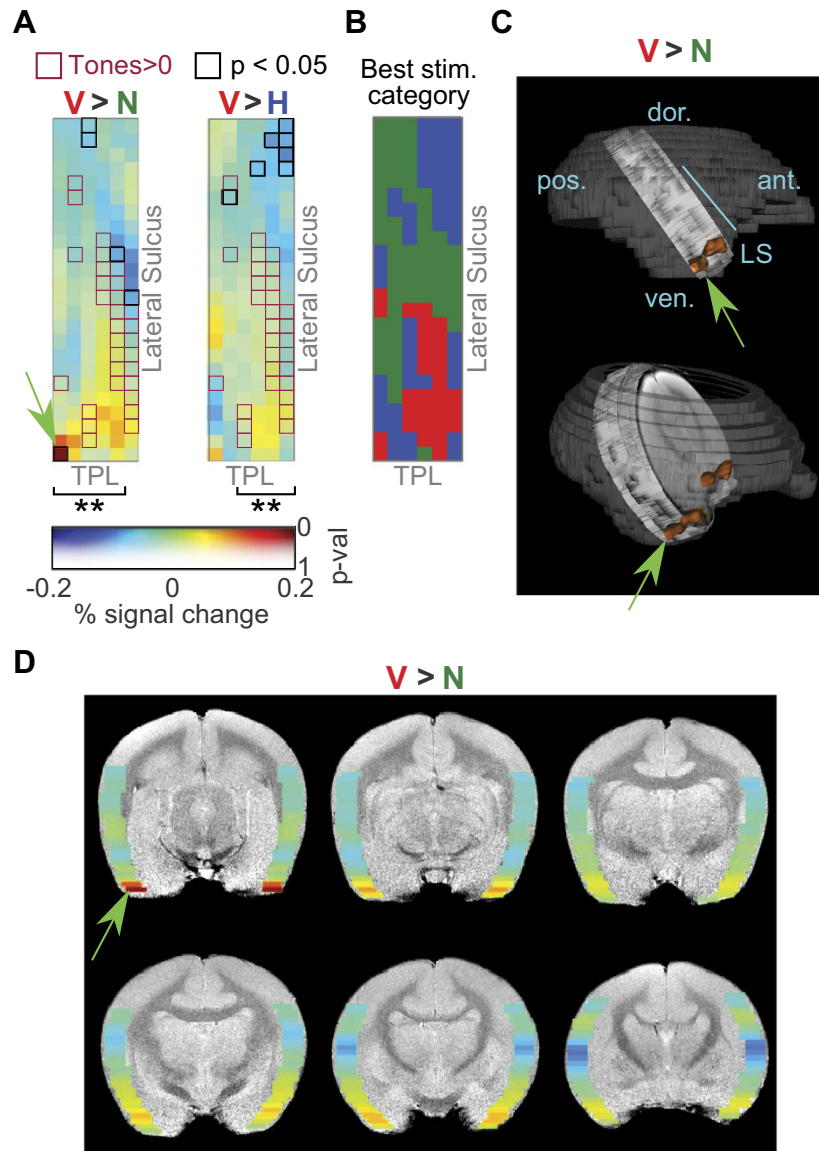 A
Tones>0
p < 0.05
V > N
V > H
Lateral Sulcus
Lateral Sulcus
TPL
TPL
**
**
0
1
p-val
-0.2
0
0.2
% signal change
B
Best stim.
category
Lateral Sulcus
TPL
C
V > N
dor.
pos.
ant.
LS
ven.
D
V > N